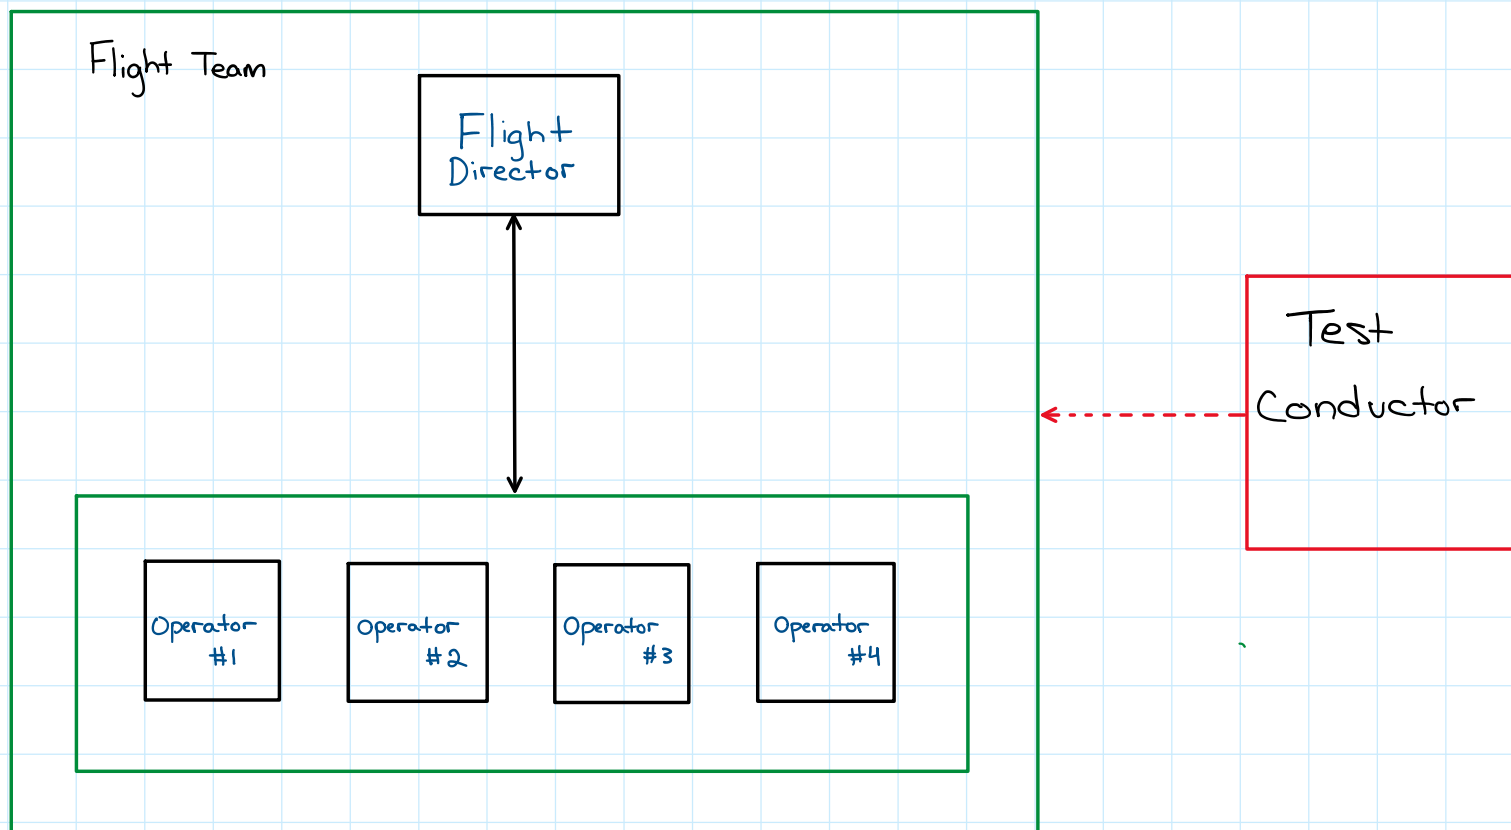 Flight Team
Flight
Director
Test
Conductor
Operator
#1
Operator
#2
Operator
#3
Operator
#4